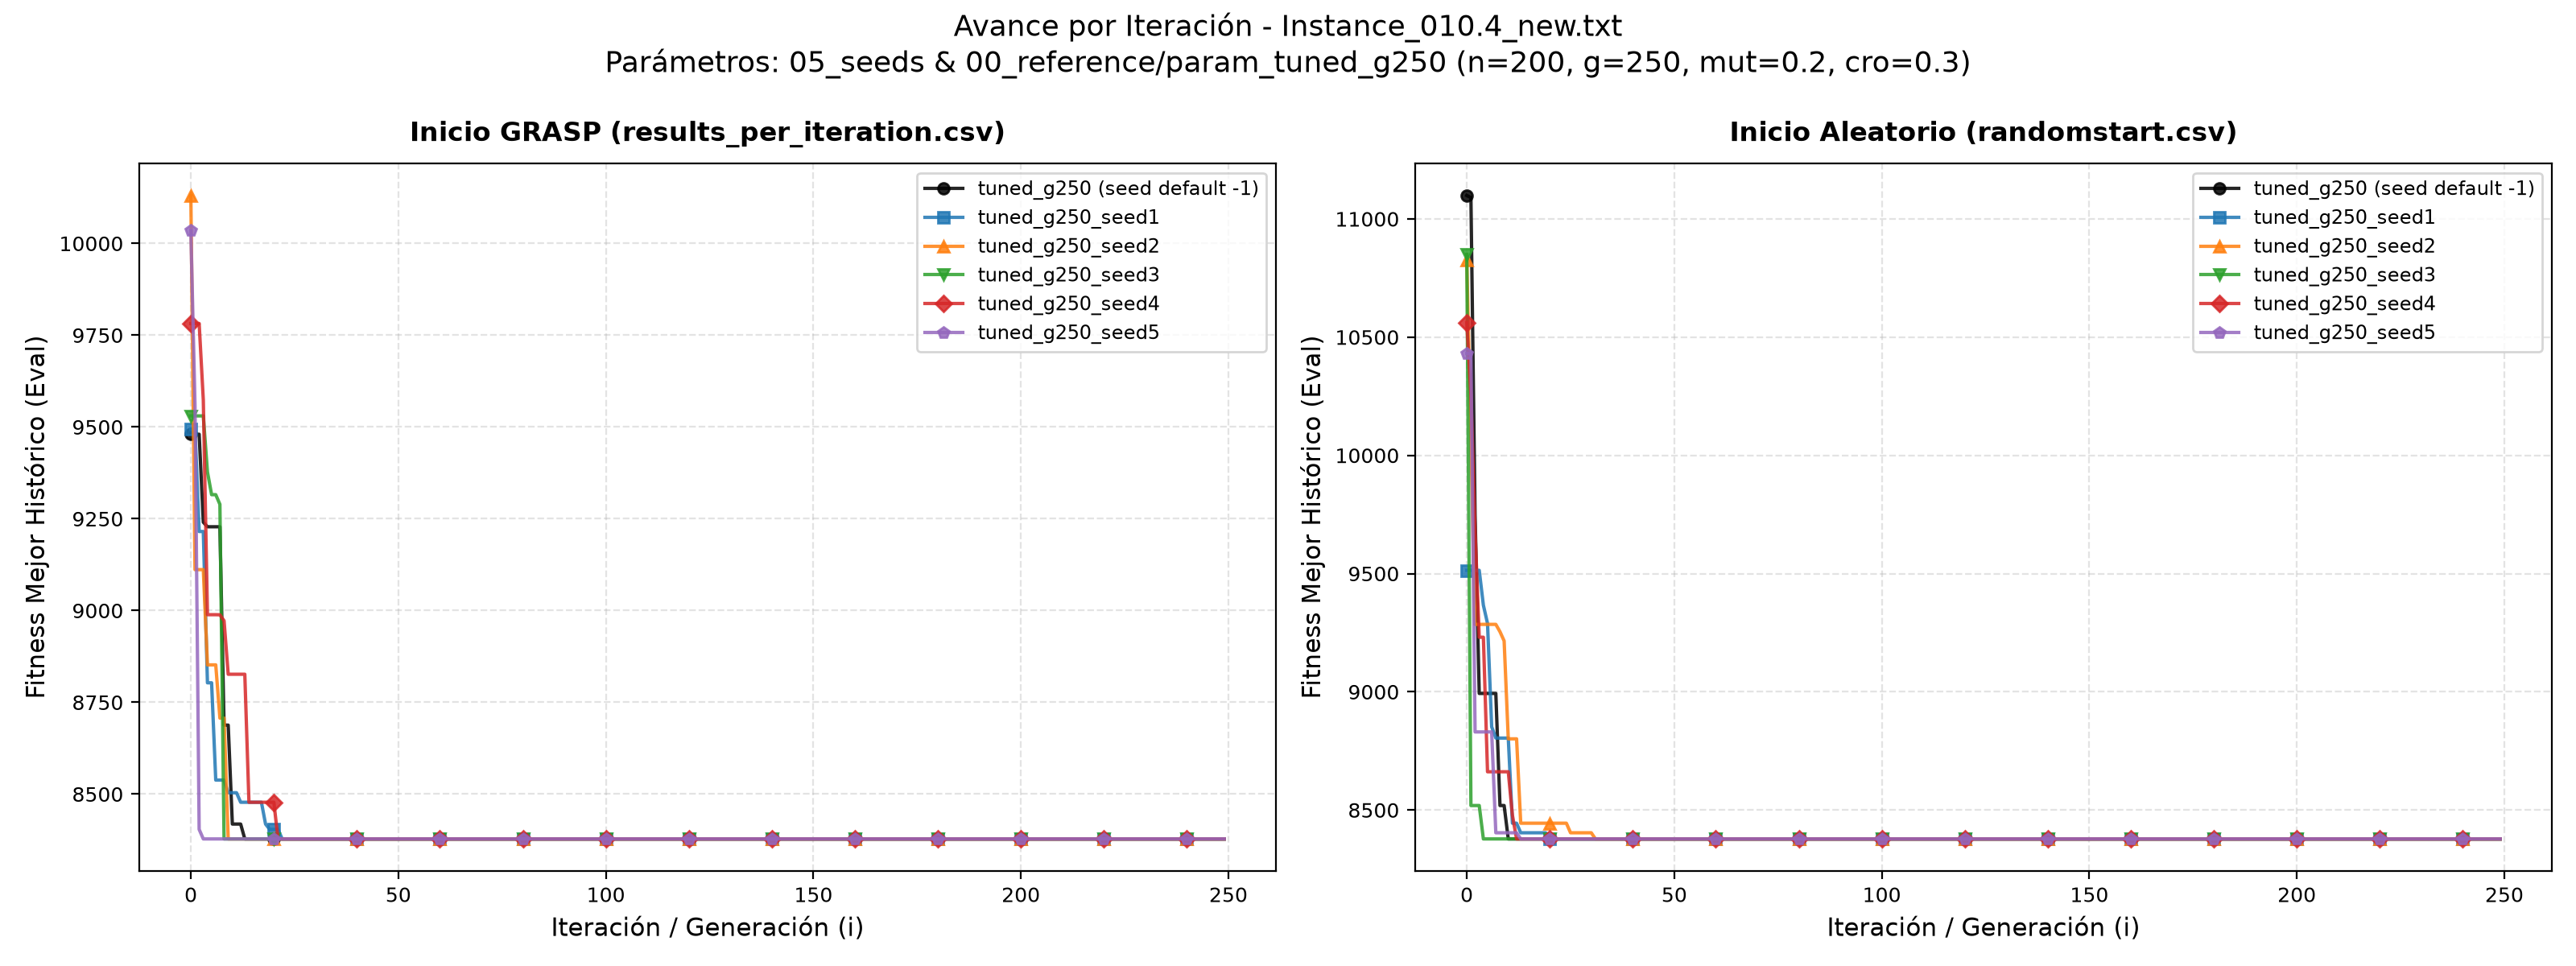 Avance por Iteración - Instance_010.4_new.txt
Parámetros: 05_seeds & 00_reference/param_tuned_g250 (n=200, g=250, mut=0.2, cro=0.3)
Inicio GRASP (results_per_iteration.csv)
Fitness Mejor Histórico (Eval)
10000
9750
9500
9250
9000
8750
8500
tuned_g250 (seed default -1)
tuned_g250_seed1
tuned_g250_seed2
tuned_g250_seed3
tuned_g250_seed4
tuned_g250_seed5
0 50 100 150 200 250
Iteración / Generación (i)
Inicio Aleatorio (randomstart.csv)
Fitness Mejor Histórico (Eval)
11000
10500
10000
9500
9000
8500
tuned_g250 (seed default -1)
tuned_g250_seed1
tuned_g250_seed2
tuned_g250_seed3
tuned_g250_seed4
tuned_g250_seed5
0 50 100 150 200 250
Iteración / Generación (i)